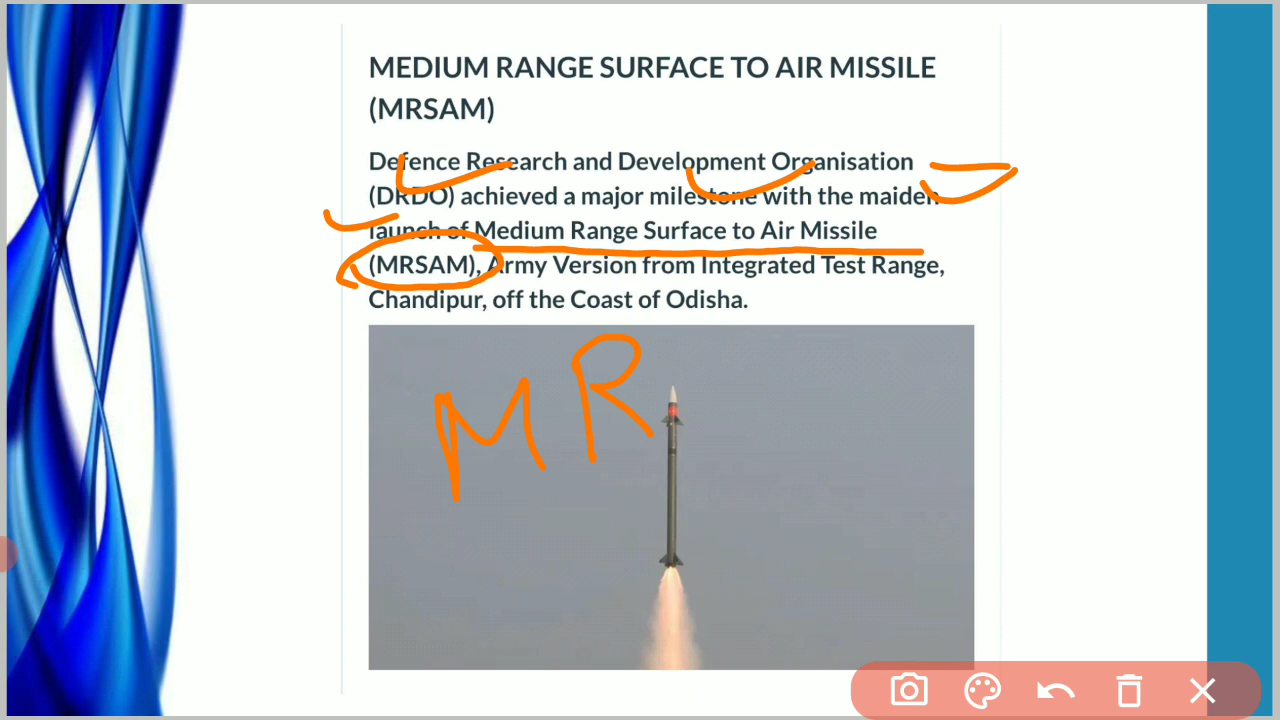 MEDIUM RANGE SURFACE TO AIR MISSILE
(MRSAM)
Defence Research and Development Organisation
(DRDO) achieved a major milestone with the maiden
launch of Medium Range Surface to Air Missile
(MRSAM), Army Version from Integrated Test Range,
Chandipur, off the Coast of Odisha.
MR